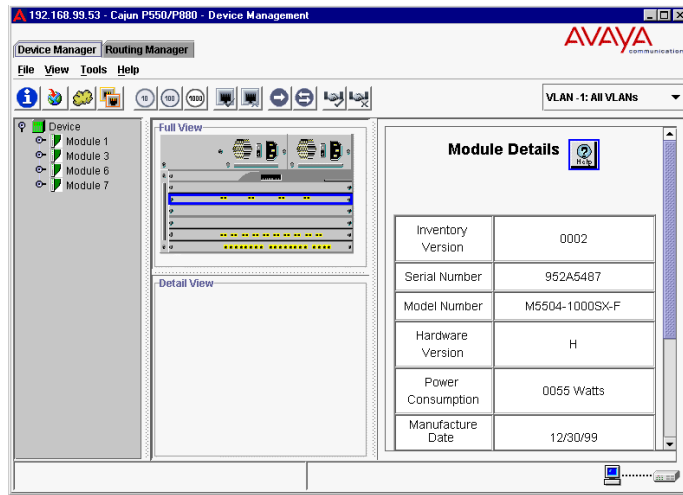 192.168.99.53 - Cajun P550/P880 - Device Management
AVAYA
communication
Device Manager Routing Manager
File View Tools Help
10 100 1000
VLAN -1: All VLANs
Device
Module 1
Module 3
Module 6
Module 7
Full View
Detail View
Module Details
Help
Inventory Version 0002
Serial Number 952A5487
Model Number M5504-1000SX-F
Hardware Version H
Power Consumption 0055 Watts
Manufacture Date 12/30/99